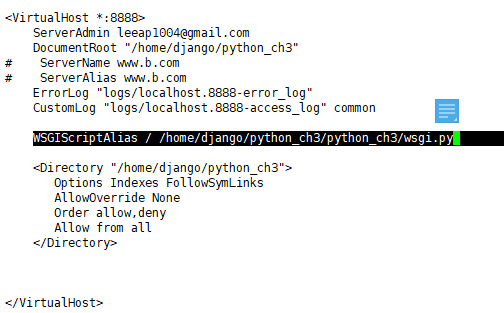 <VirtualHost *:8888>
    ServerAdmin leeap1004@gmail.com
    DocumentRoot "/home/django/python_ch3"
#    ServerName www.b.com
#    ServerAlias www.b.com
    ErrorLog "logs/localhost.8888-error_log"
    CustomLog "logs/localhost.8888-access_log" common
    WSGIScriptAlias / /home/django/python_ch3/python_ch3/wsgi.py
    <Directory "/home/django/python_ch3">
       Options Indexes FollowSymLinks
       AllowOverride None
       Order allow,deny
       Allow from all
    </Directory>
</VirtualHost>